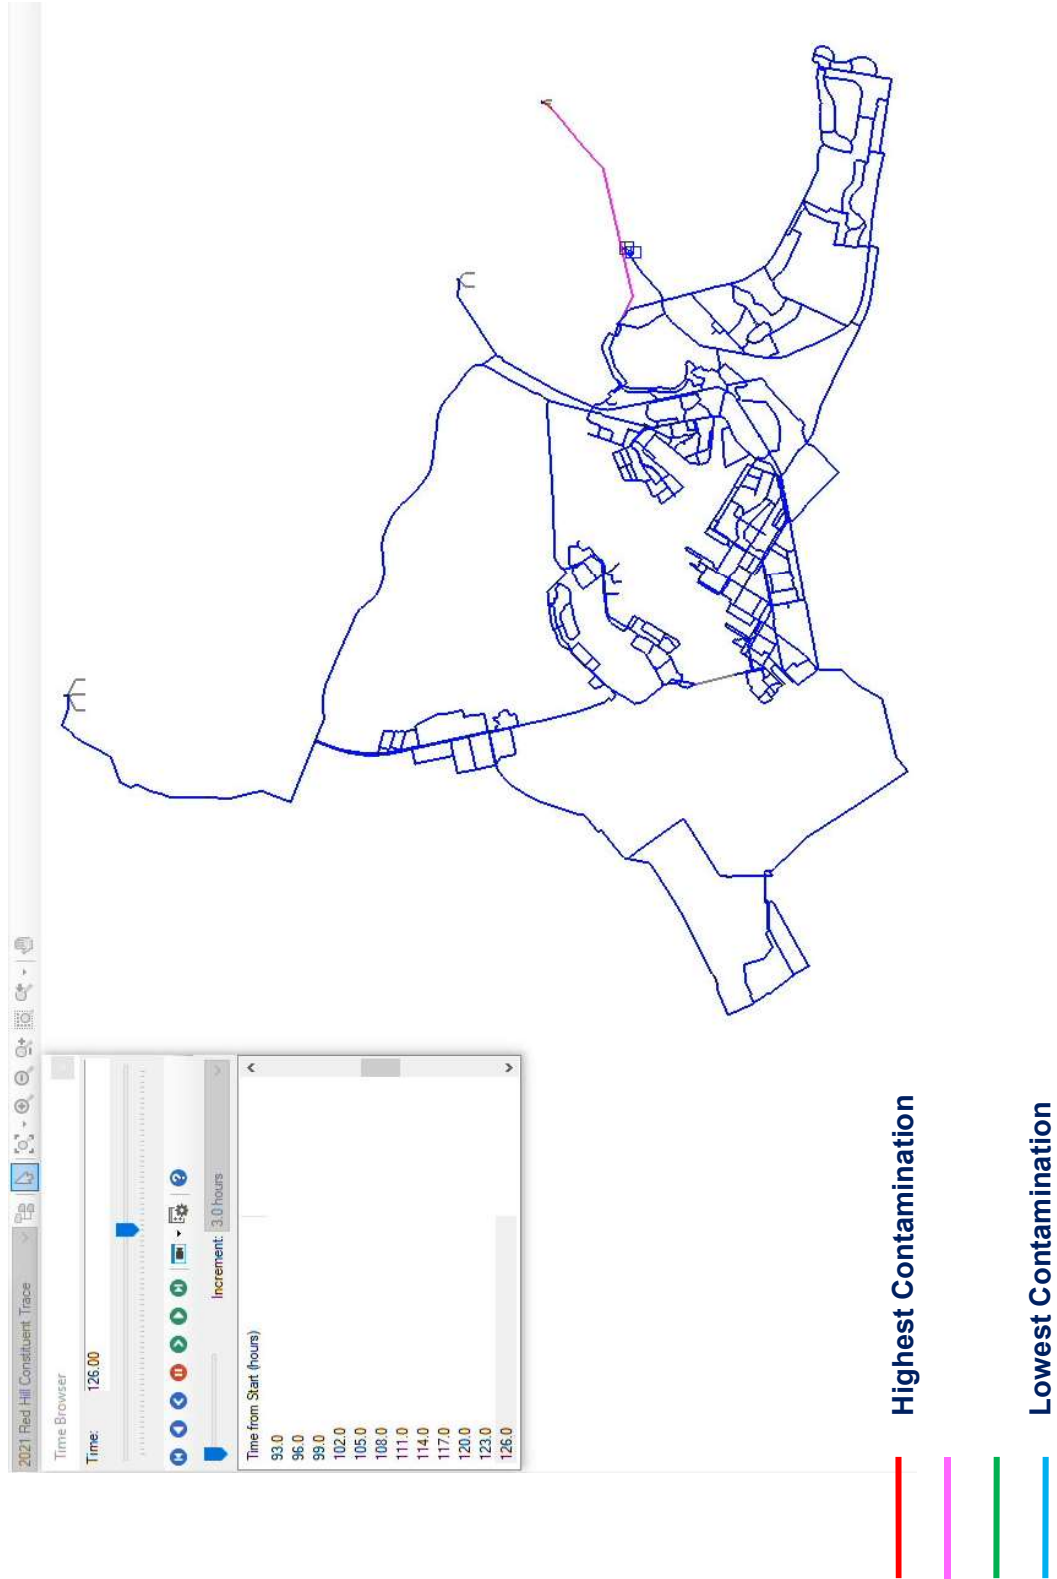 2021 Red Hill Constituent Trace
Time Browser
Time:
126.00
Increment:
3.0 hours
Time from Start (hours)
93.0
96.0
99.0
102.0
105.0
108.0
111.0
114.0
117.0
120.0
123.0
126.0
Highest Contamination
Lowest Contamination